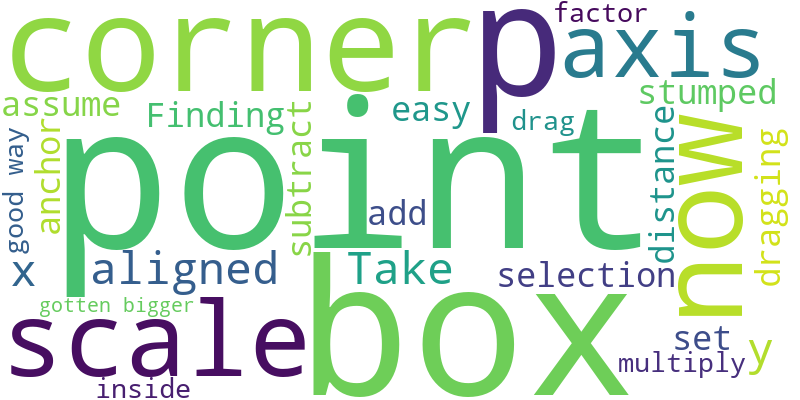 corner
p
factor
axis
assume
Finding
easy
drag
stumped
good way
anchor
point
subtract
distance
now
dragging
add
x
aligned
Take
selection
gotten bigger
scale
box
set
y
multiply
inside